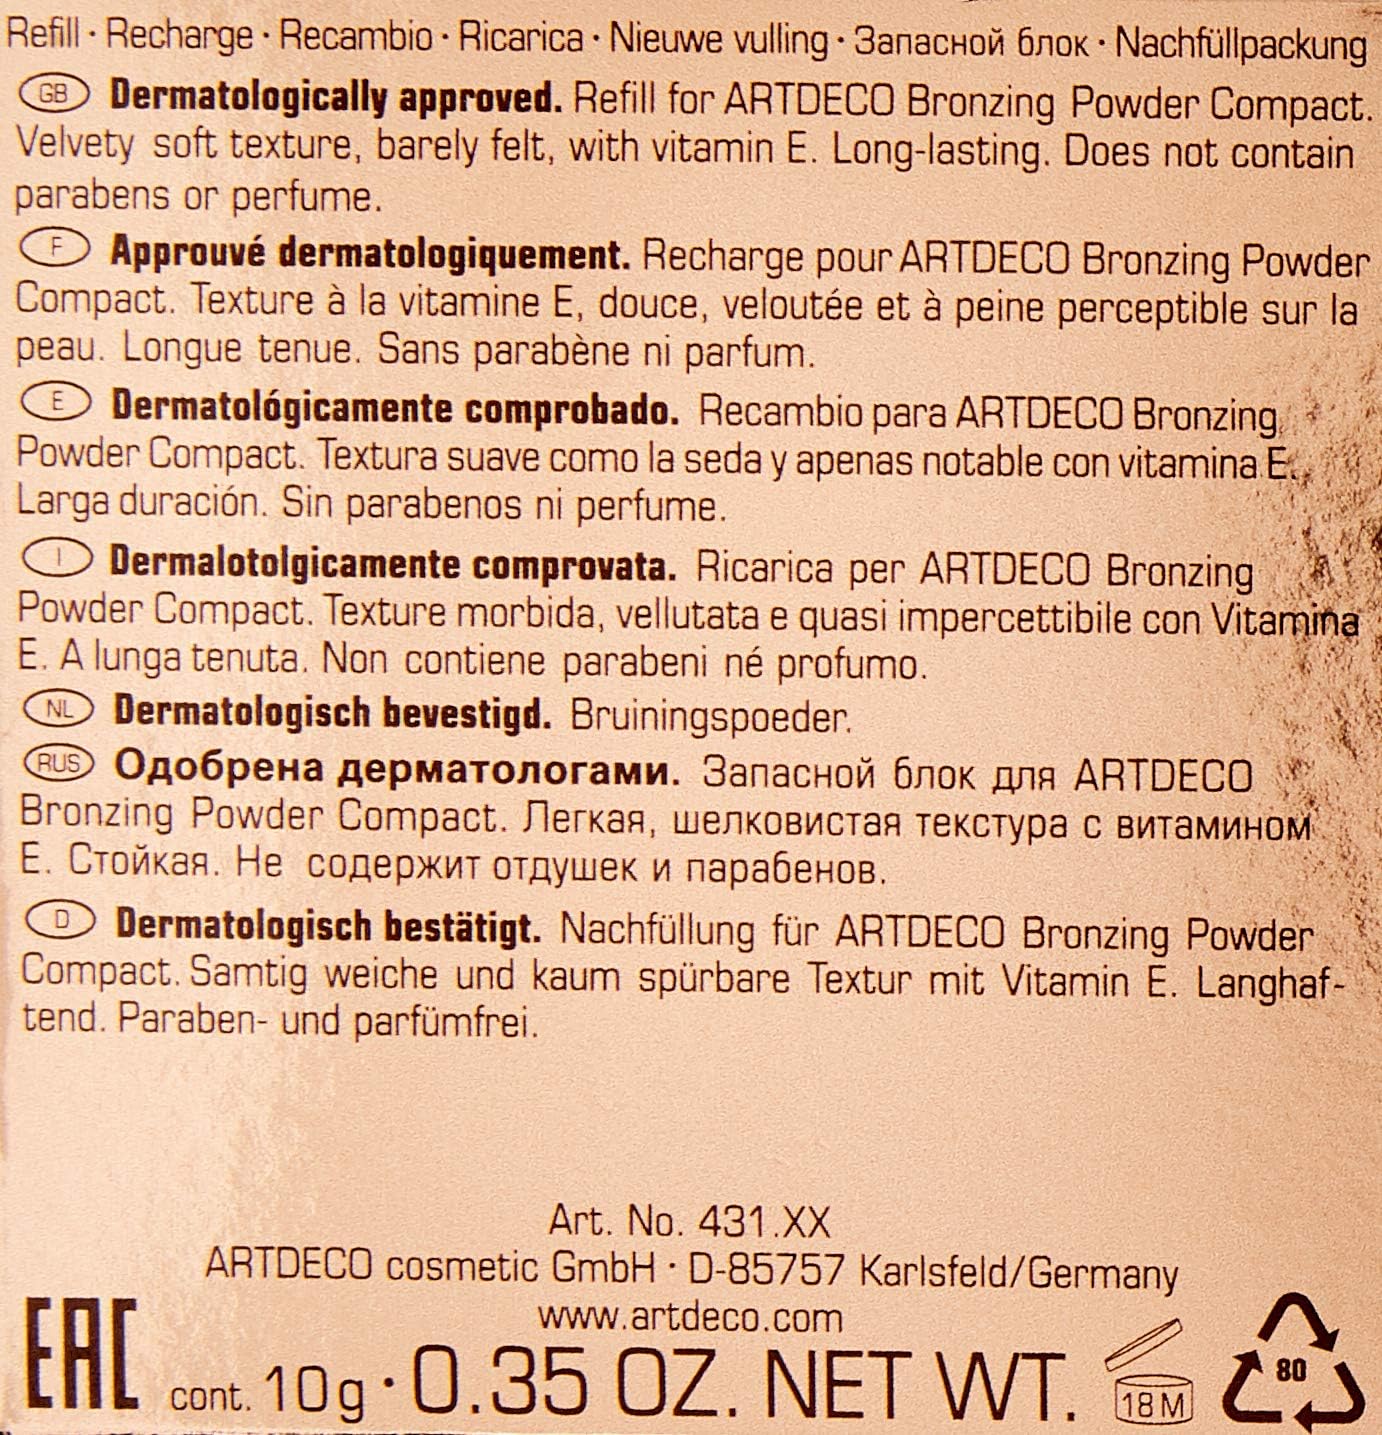 Refill · Recharge · Recambio · Ricarica · Nieuwe vulling · Запасной блок · Nachfüllpackung
GB Dermatologically approved. Refill for ARTDECO Bronzing Powder Compact.
Velvety soft texture, barely felt, with vitamin E. Long-lasting. Does not contain
parabens or perfume.
F Approuvé dermatologiquement. Recharge pour ARTDECO Bronzing Powder
Compact. Texture à la vitamine E, douce, veloutée et à peine perceptible sur la
peau. Longue tenue. Sans parabène ni parfum.
E Dermatológicamente comprobado. Recambio para ARTDECO Bronzing
Powder Compact. Textura suave como la seda y apenas notable con vitamina E.
Larga duración. Sin parabenos ni perfume.
I Dermalotolgicamente comprovata. Ricarica per ARTDECO Bronzing
Powder Compact. Texture morbida, vellutata e quasi impercettibile con Vitamina
E. A lunga tenuta. Non contiene parabeni né profumo.
NL Dermatologisch bevestigd. Bruiningspoeder.
RUS Одобрена дерматологами. Запасной блок для ARTDECO
Bronzing Powder Compact. Легкая, шелковистая текстура с витамином
Е. Стойкая. Не содержит отдушек и парабенов.
D Dermatologisch bestätigt. Nachfüllung für ARTDECO Bronzing Powder
Compact. Samtig weiche und kaum spürbare Textur mit Vitamin E. Langhaf-
tend. Paraben- und parfümfrei.
Art. No. 431.XX
ARTDECO cosmetic GmbH · D-85757 Karlsfeld/Germany
www.artdeco.com
EAC cont. 10g · 0.35 OZ. NET WT. 18M 80